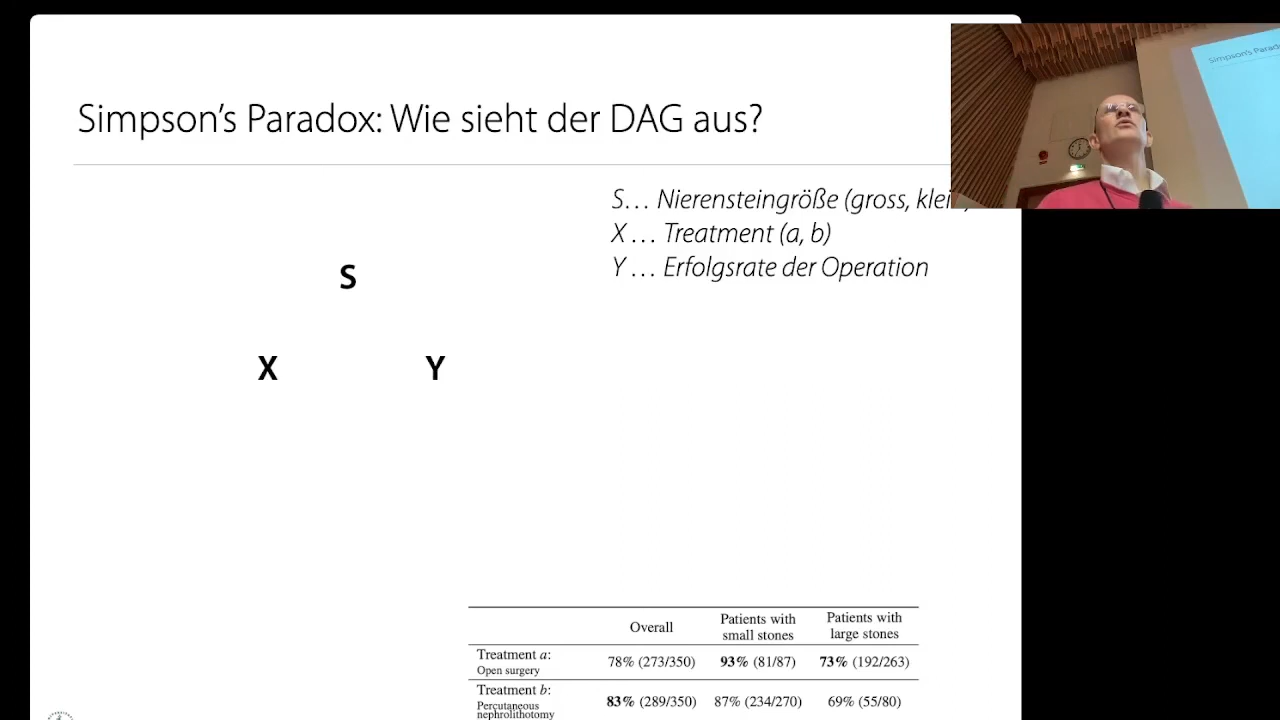 Simpson's Paradox: Wie sieht der DAG aus?
S… Nierensteingröße (gross,
X … Treatment (a, b)
Y … Erfolgsrate der Operation
S
X Y
Overall Patients with small stones Patients with large stones
Treatment a: Open surgery 78% (273/350) 93% (81/87) 73% (192/263)
Treatment b: Percutaneous nephrolithotomy 83% (289/350) 87% (234/270) 69% (55/80)
Simpson's